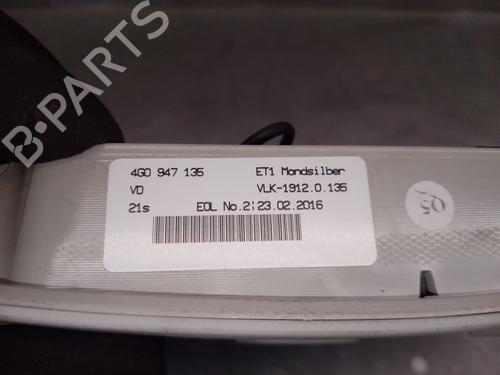 4G0 947 135 ET1 Mondsilber
VD VLK-1912.0.135
21s EOL No.2:23.02.2016
05
B-PARTS